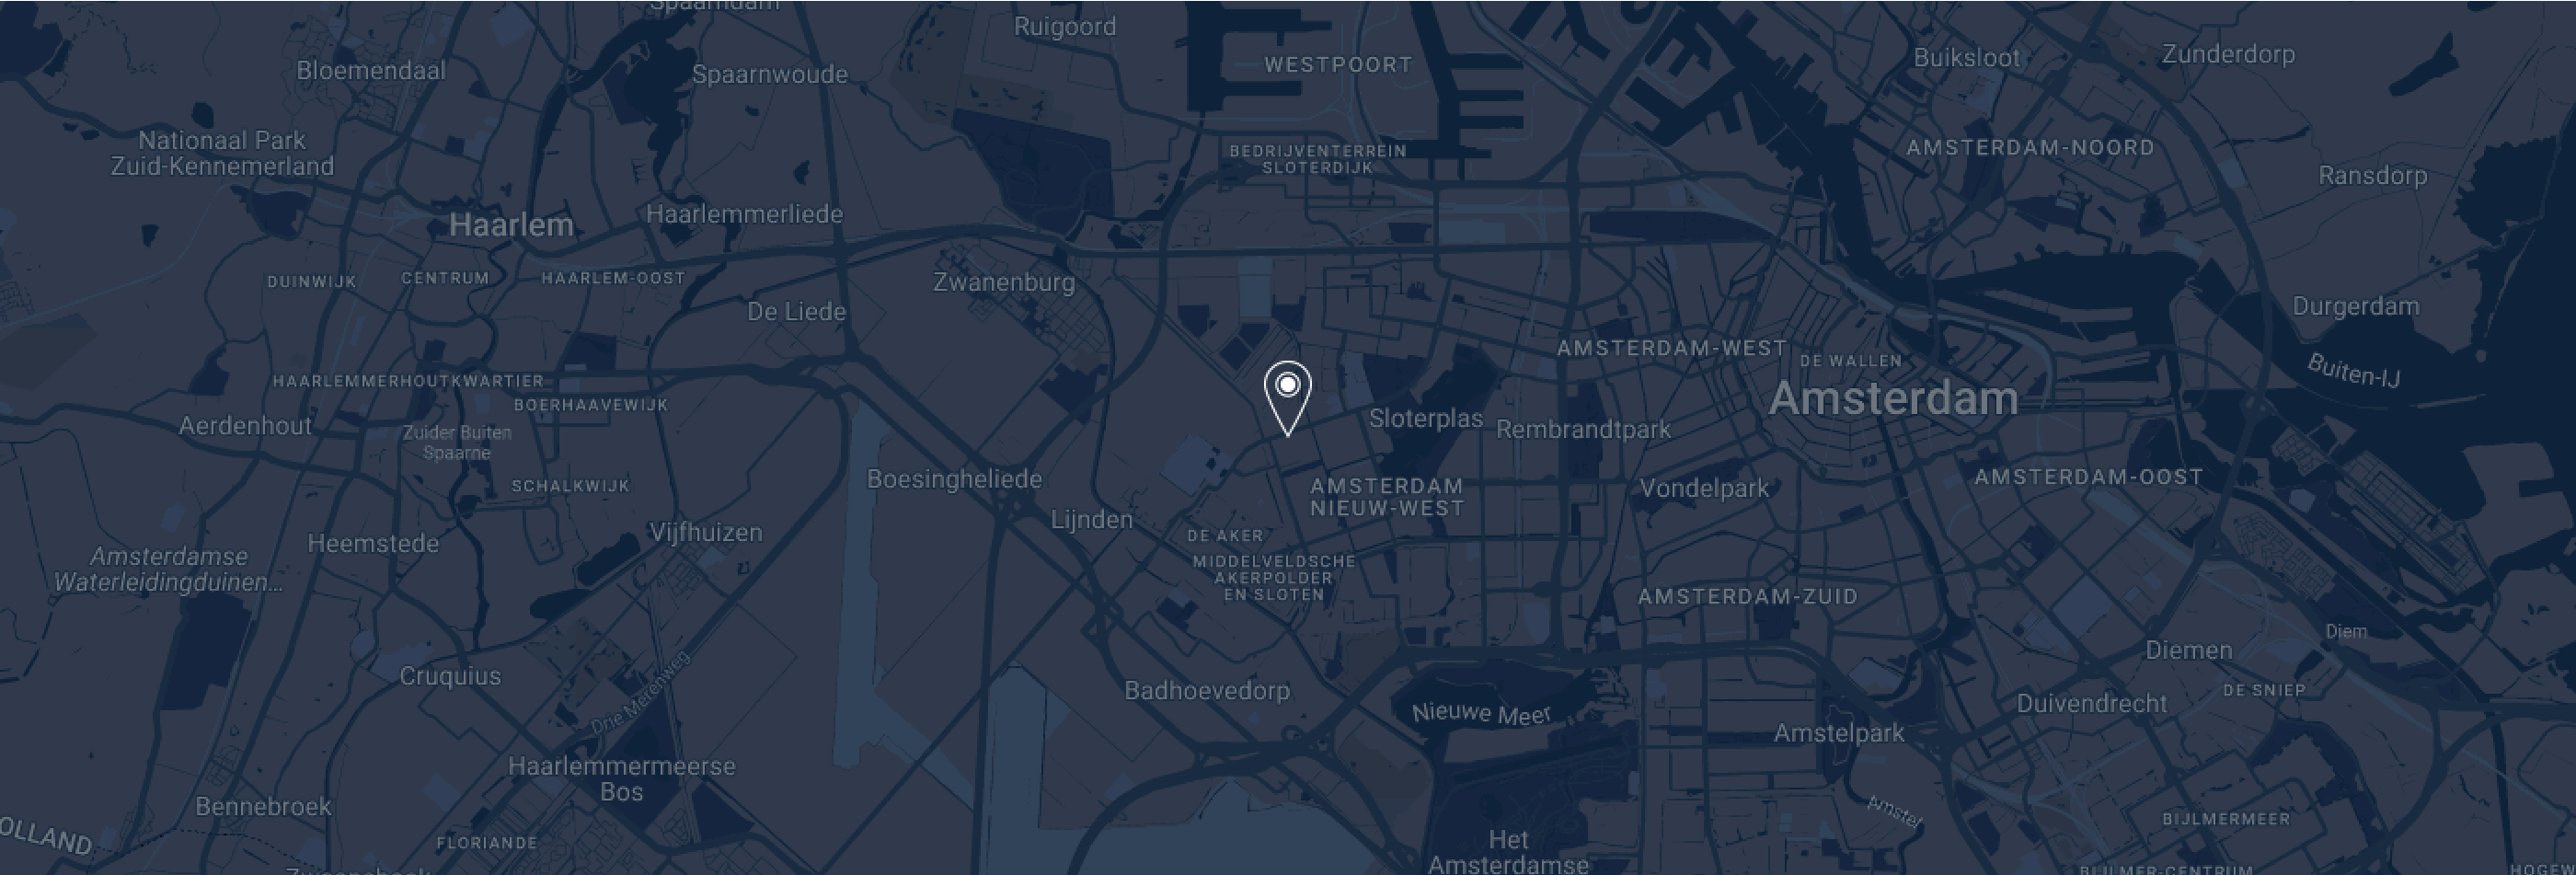 Spaarndam
Ruigoord
WESTPOORT
Buiksloot
Zunderdorp
Bloemendaal
Spaarnwoude
Nationaal Park
Zuid-Kennemerland
BEDRIJVENTERREIN
SLOTERDIJK
AMSTERDAM-NOORD
Ransdorp
Haarlem
Haarlemmerliede
DUINWIJK
CENTRUM
HAARLEM-OOST
Zwanenburg
De Liede
Durgerdam
AMSTERDAM-WEST
DE WALLEN
Buiten-IJ
HAARLEMMERHOUTKWARTIER
BOERHAAVEWIJK
Amsterdam
Aerdenhout
Zuider Buiten
Spaarne
Sloterplas
Rembrandtpark
SCHALKWIJK
Boesingheliede
AMSTERDAM
NIEUW-WEST
Vondelpark
AMSTERDAM-OOST
Vijfhuizen
Lijnden
DE AKER
Heemstede
Amsterdamse
Waterleidingduinen...
MIDDELVELDSCHE
AKERPOLDER
EN SLOTEN
AMSTERDAM-ZUID
Diem
Diemen
Cruquius
Drie Merenweg
Badhoevedorp
Nieuwe Meer
DE SNIEP
Duivendrecht
Amstelpark
Haarlemmermeerse
Bos
Bennebroek
Amstel
BIJLMERMEER
OLLAND
FLORIANDE
Het
Amsterdamse
BIJLMER-CENTRUM
HOGEW